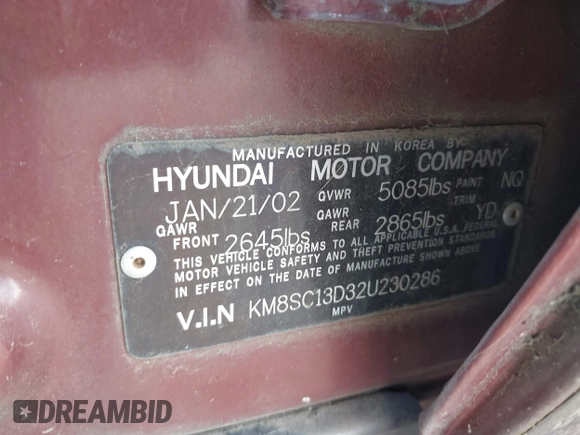 MANUFACTURED IN KOREA BY:
HYUNDAI MOTOR COMPANY
JAN/21/02 GVWR 5085lbs PAINT NQ
GAWR FRONT 2645lbs GAWR REAR 2865lbs TRIM YD
THIS VEHICLE CONFORMS TO ALL APPLICABLE U.S.A. FEDERAL
MOTOR VEHICLE SAFETY AND THEFT PREVENTION STANDARDS
IN EFFECT ON THE DATE OF MANUFACTURE SHOWN ABOVE
V.I.N KM8SC13D32U230286
MPV
DREAMBID